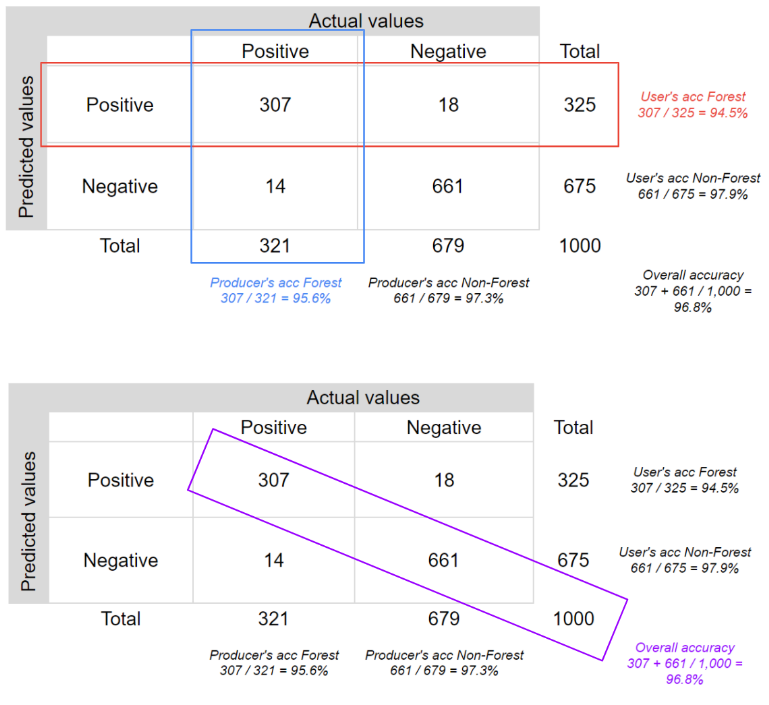 Actual values
Positive Negative Total
Predicted values
Positive 307 18 325
User's acc Forest
307 / 325 = 94.5%
Negative 14 661 675
User's acc Non-Forest
661 / 675 = 97.9%
Total 321 679 1000
Producer's acc Forest
307 / 321 = 95.6%
Producer's acc Non-Forest
661 / 679 = 97.3%
Overall accuracy
307 + 661 / 1,000 =
96.8%
Actual values
Positive Negative Total
Predicted values
Positive 307 18 325
User's acc Forest
307 / 325 = 94.5%
Negative 14 661 675
User's acc Non-Forest
661 / 675 = 97.9%
Total 321 679 1000
Producer's acc Forest
307 / 321 = 95.6%
Producer's acc Non-Forest
661 / 679 = 97.3%
Overall accuracy
307 + 661 / 1,000 =
96.8%